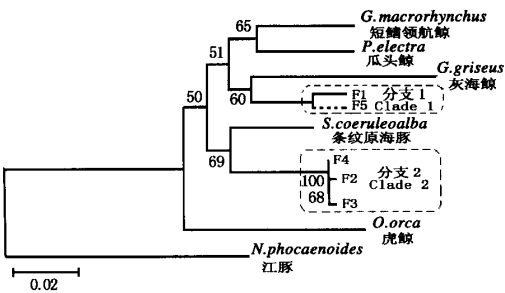 65
G.macrorhynchus
短鳍领航鲸
P.electra
瓜头鲸
51
G.griseus
灰海鲸
60
F1 分支1
F5 Clade 1
50
S.coeruleoalba
条纹原海豚
69
F4
100 F2 分支2
Clade 2
68 F3
O.orca
虎鲸
N.phocaenoides
江豚
0.02